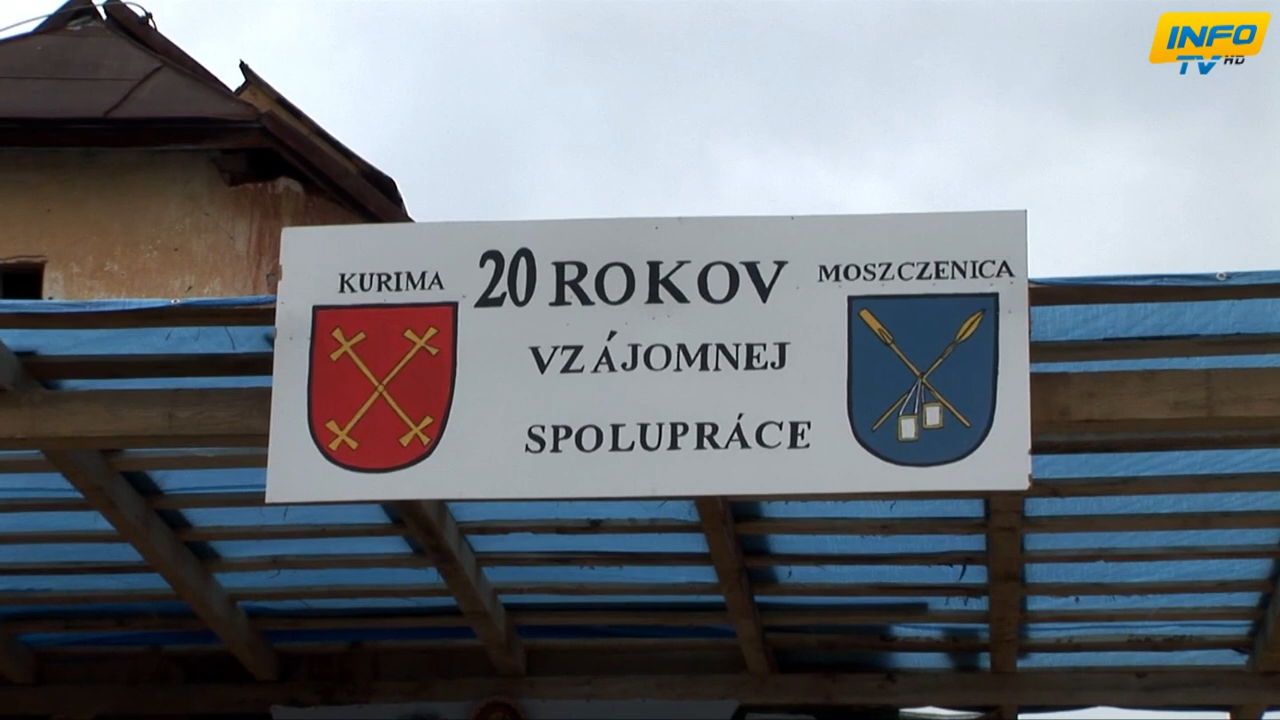 INFO
TV HD
KURIMA
20 ROKOV
MOSZCZENICA
VZÁJOMNEJ
SPOLUPRÁCE